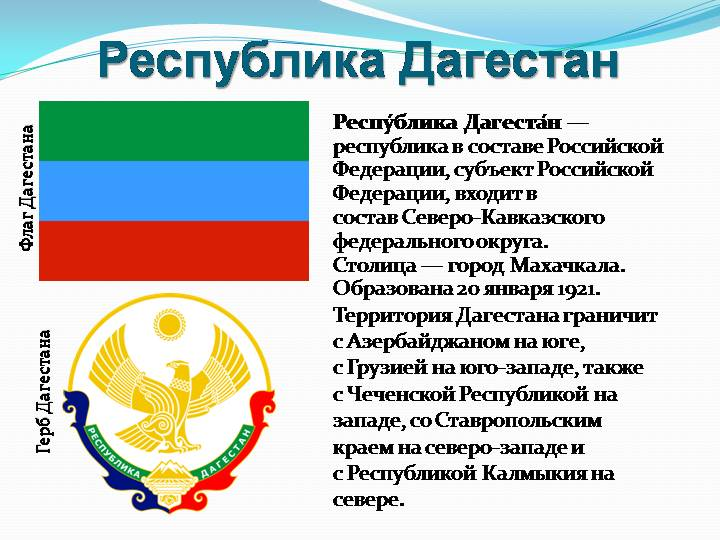 Республика Дагестан
Флаг Дагестана
Герб Дагестана
РЕСПУБЛИКА ДАГЕСТАН
Респу́блика Дагеста́н —
республика в составе Российской
Федерации, субъект Российской
Федерации, входит в
состав Северо-Кавказского
федерального округа.
Столица — город Махачкала.
Образована 20 января 1921.
Территория Дагестана граничит
с Азербайджаном на юге,
с Грузией на юго-западе, также
с Чеченской Республикой на
западе, со Ставропольским
краем на северо-западе и
с Республикой Калмыкия на
севере.